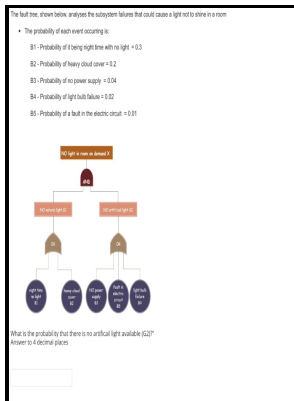 The fault tree, shown below, analyses the subsystem failures that could cause a light not to shine in a room
• The probability of each event occuring is:
B1 - Probability of it being night time with no light = 0.3
B2 - Probability of heavy cloud cover = 0.2
B3 - Probability of no power supply = 0.04
B4 - Probability of light bulb failure = 0.02
B5 - Probability of a fault in the electric circuit = 0.01
NO light in room on demand X
AND
NO natural light G1
NO artificial light G2
OR
OR
night time no light B1
heavy cloud cover B2
NO power supply B3
fault in electric circuit B5
light bulb failure B4
What is the probability that there is no artificail light available (G2)?"
Answer to 4 decimal places